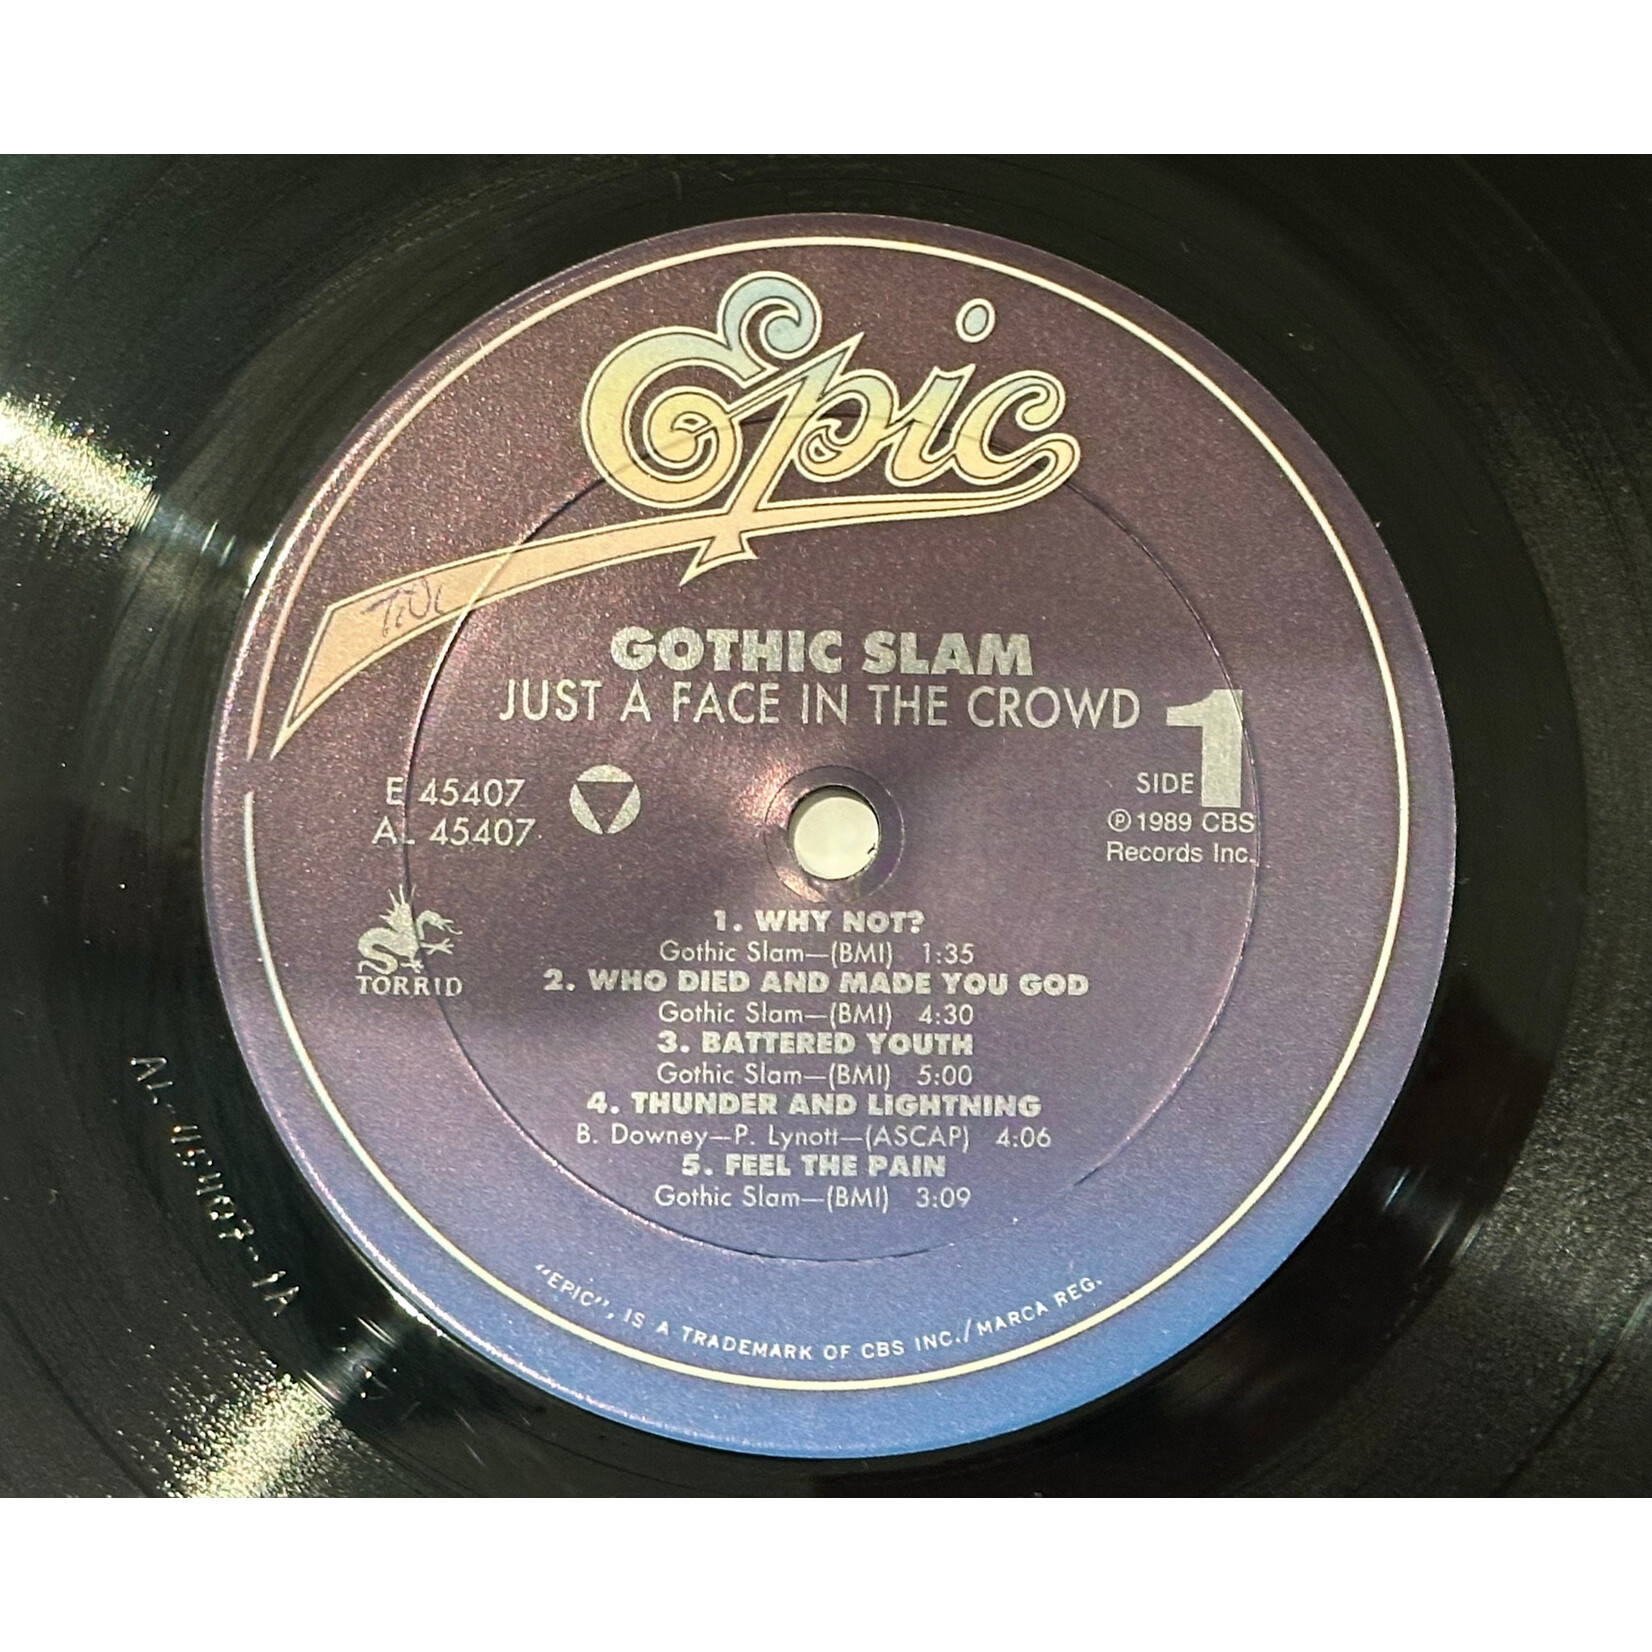 Epic
GOTHIC SLAM
JUST A FACE IN THE CROWD
E 45407
AL 45407
SIDE 1
℗ 1989 CBS
Records Inc.
TORRID
1. WHY NOT?
Gothic Slam—(BMI) 1:35
2. WHO DIED AND MADE YOU GOD
Gothic Slam—(BMI) 4:30
3. BATTERED YOUTH
Gothic Slam—(BMI) 5:00
4. THUNDER AND LIGHTNING
B. Downey—P. Lynott—(ASCAP) 4:06
5. FEEL THE PAIN
Gothic Slam—(BMI) 3:09
"EPIC", IS A TRADEMARK OF CBS INC./MARCA REG.
AL 45407-1A